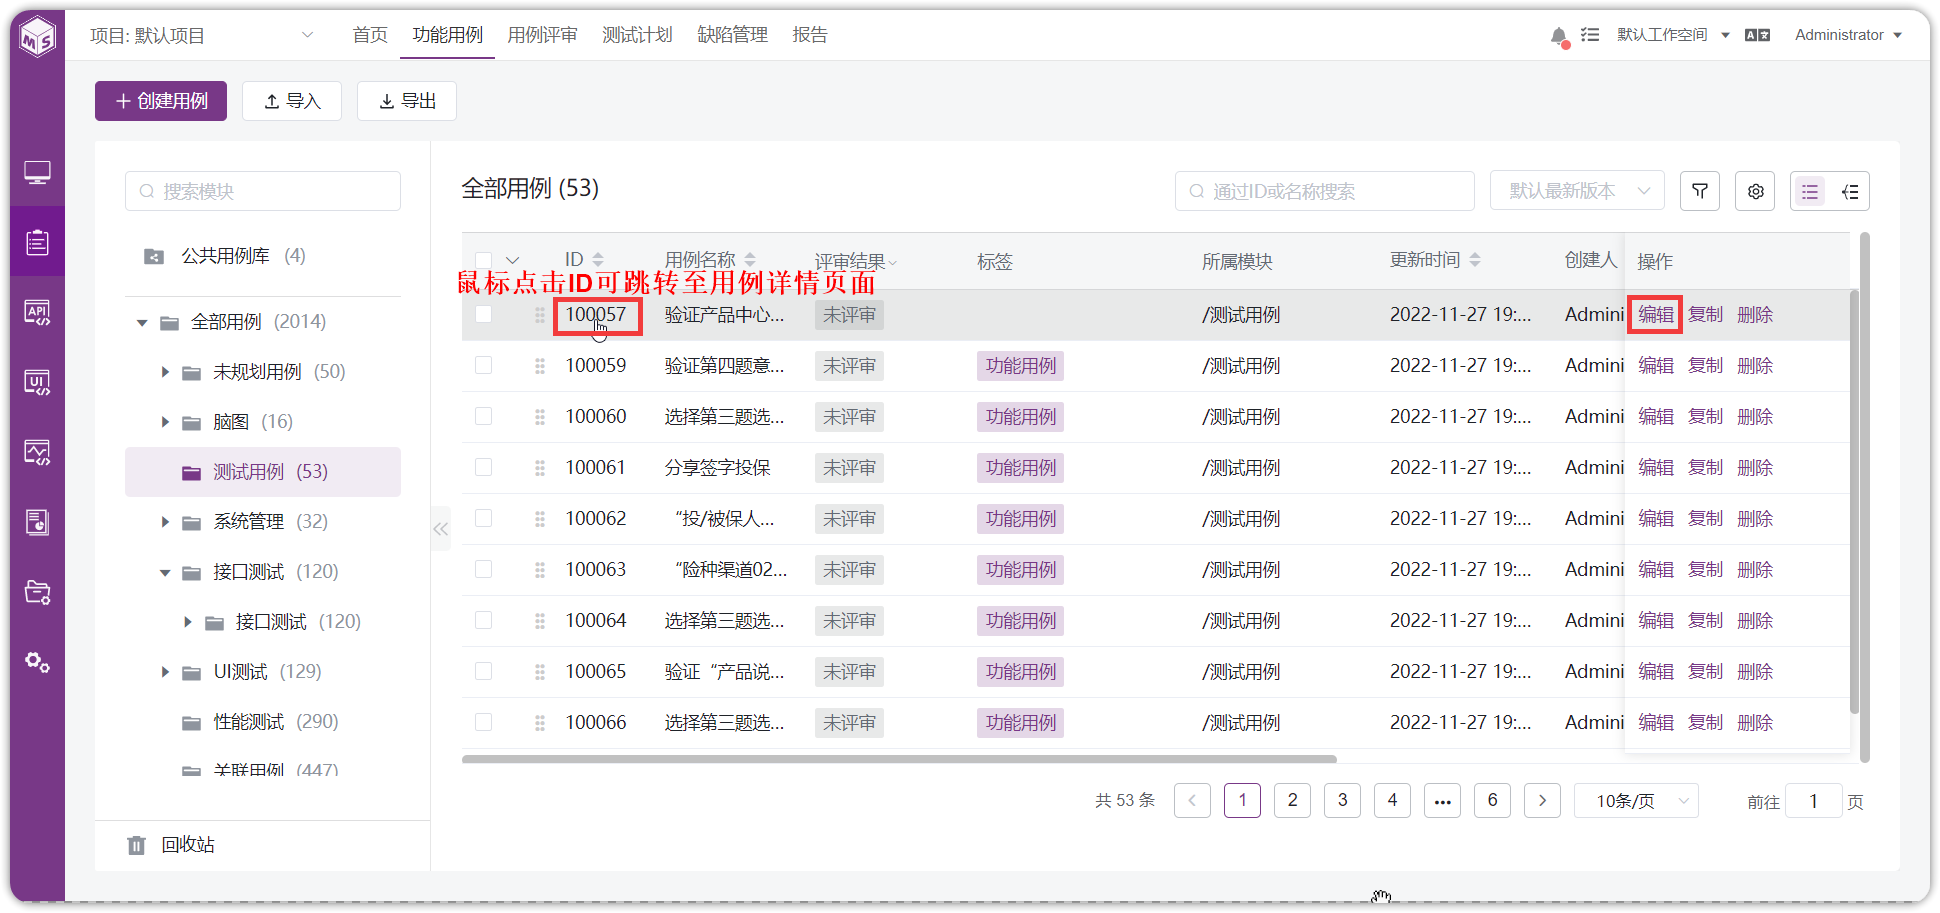 MS
项目: 默认项目
首页 功能用例 用例评审 测试计划 缺陷管理 报告
默认工作空间
Administrator
创建用例 导入 导出
API
UI
搜索模块
公共用例库 (4)
全部用例 (2014)
未规划用例 (50)
脑图 (16)
测试用例 (53)
系统管理 (32)
接口测试 (120)
接口测试 (120)
UI测试 (129)
性能测试 (290)
关联用例 (447)
回收站
全部用例 (53)
通过ID或名称搜索
默认最新版本
ID 用例名称 评审结果 标签 所属模块 更新时间 创建人 操作
鼠标点击ID可跳转至用例详情页面
100057 验证产品中心... 未评审 /测试用例 2022-11-27 19:... Admini 编辑 复制 删除
100059 验证第四题意... 未评审 功能用例 /测试用例 2022-11-27 19:... Admini 编辑 复制 删除
100060 选择第三题选... 未评审 功能用例 /测试用例 2022-11-27 19:... Admini 编辑 复制 删除
100061 分享签字投保 未评审 功能用例 /测试用例 2022-11-27 19:... Admini 编辑 复制 删除
100062 “投/被保人... 未评审 功能用例 /测试用例 2022-11-27 19:... Admini 编辑 复制 删除
100063 “险种渠道02... 未评审 功能用例 /测试用例 2022-11-27 19:... Admini 编辑 复制 删除
100064 选择第三题选... 未评审 功能用例 /测试用例 2022-11-27 19:... Admini 编辑 复制 删除
100065 验证“产品说... 未评审 功能用例 /测试用例 2022-11-27 19:... Admini 编辑 复制 删除
100066 选择第三题选... 未评审 功能用例 /测试用例 2022-11-27 19:... Admini 编辑 复制 删除
共 53 条 1 2 3 4 ... 6 10条/页 前往 1 页